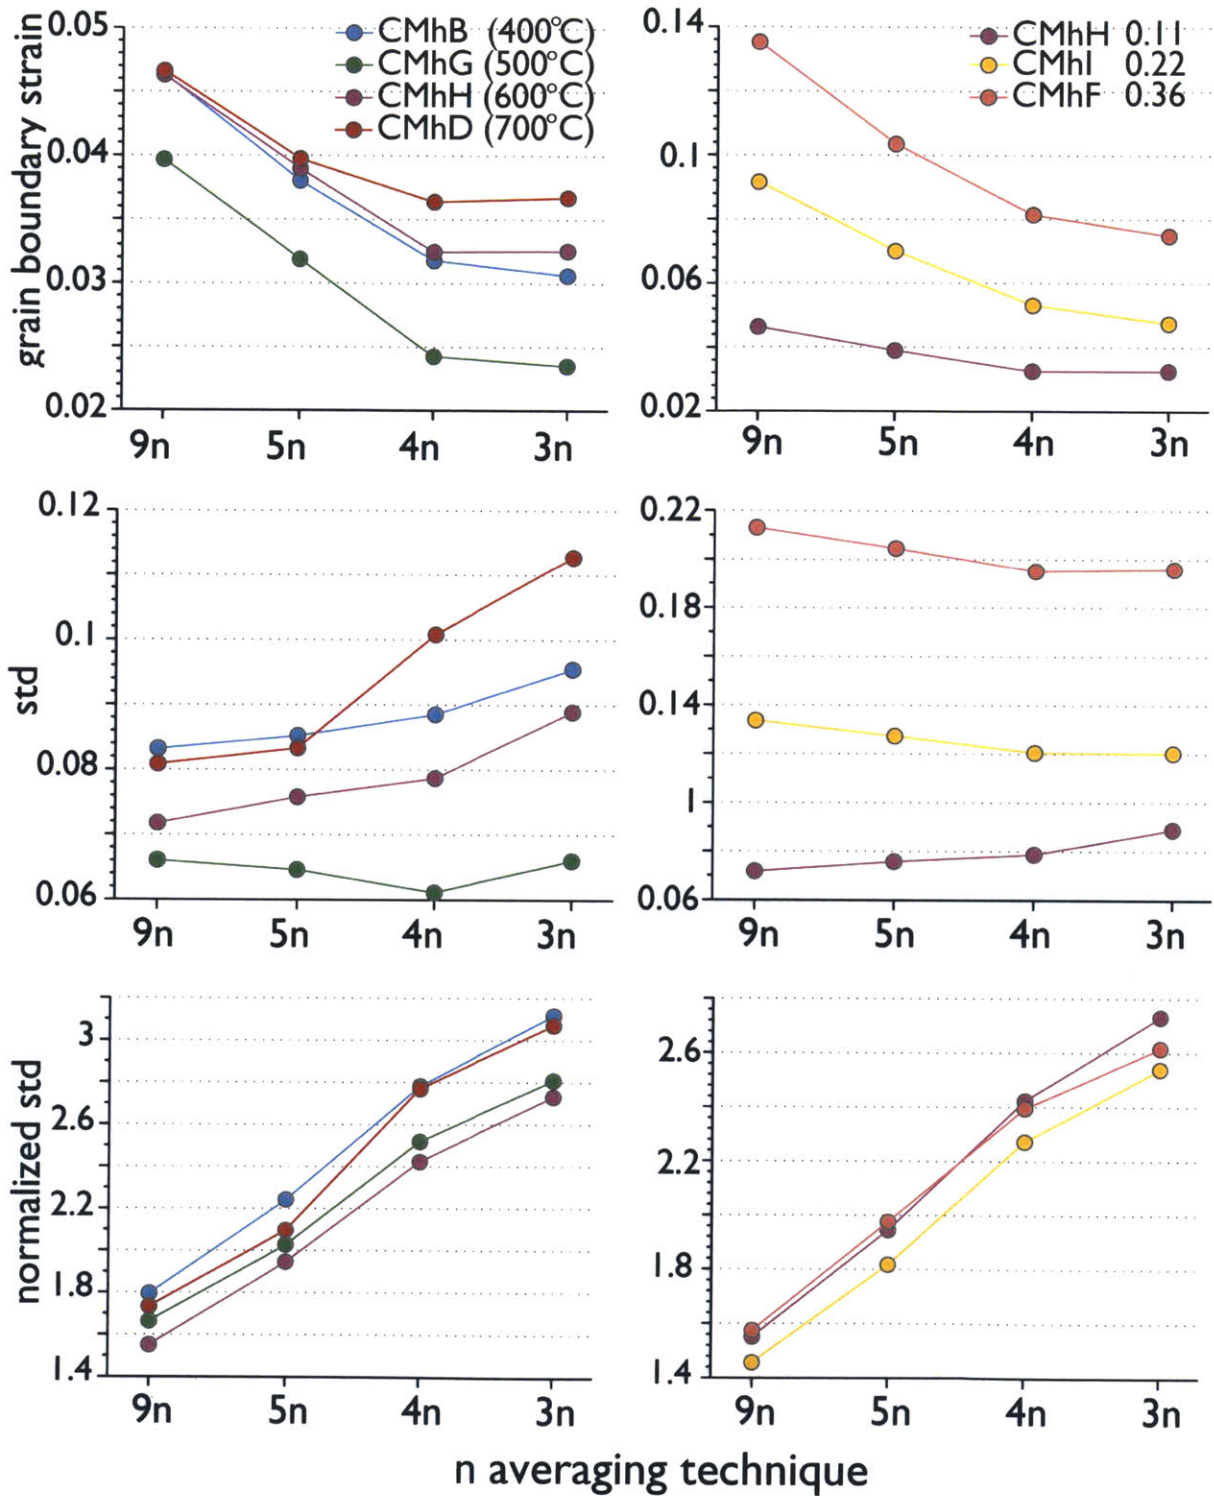 grain boundary strain
0.05
0.04
0.03
0.02
CMhB (400°C)
CMhG (500°C)
CMhH (600°C)
CMhD (700°C)
9n 5n 4n 3n
0.14
0.1
0.06
0.02
CMhH 0.11
CMhI 0.22
CMhF 0.36
9n 5n 4n 3n
std
0.12
0.1
0.08
0.06
9n 5n 4n 3n
0.22
0.18
0.14
1
0.06
9n 5n 4n 3n
normalized std
3
2.6
2.2
1.8
1.4
9n 5n 4n 3n
2.6
2.2
1.8
1.4
9n 5n 4n 3n
n averaging technique